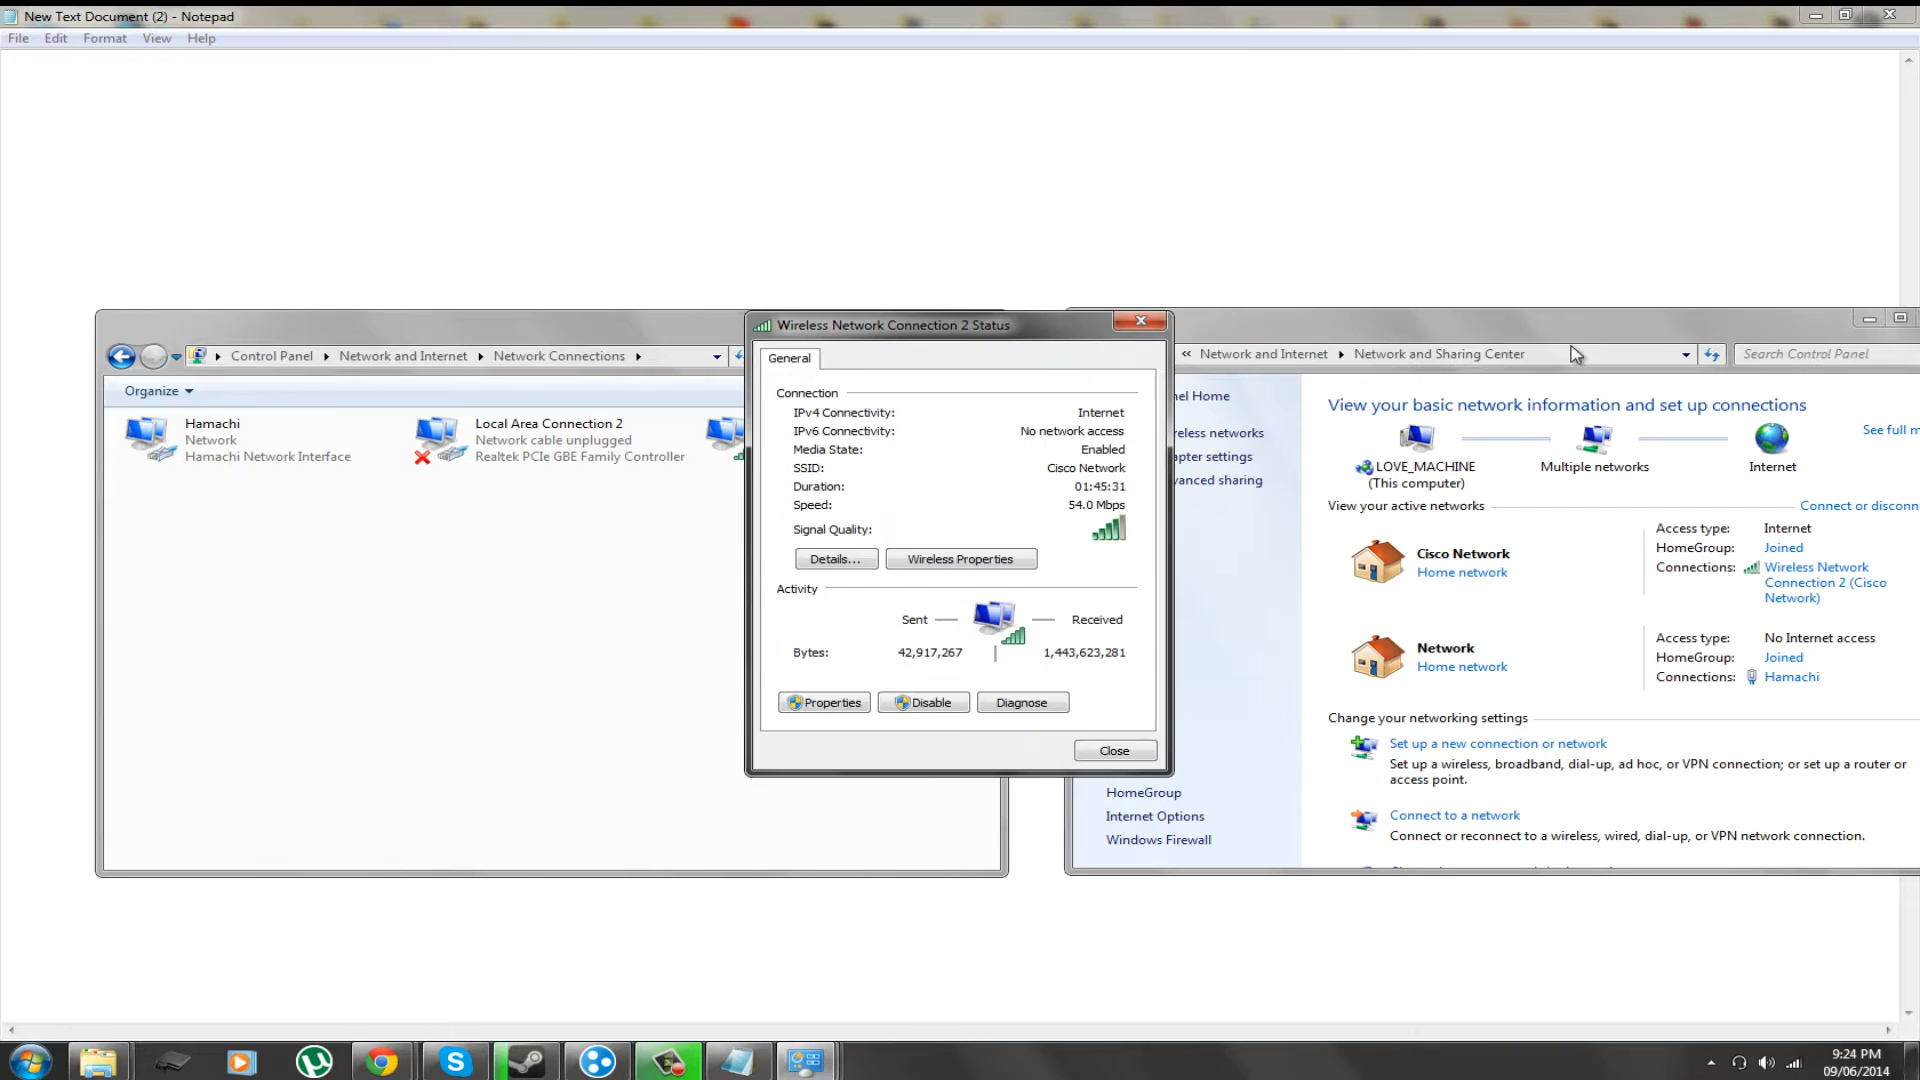 New Text Document (2) - Notepad
File Edit Format View Help
Control Panel Network and Internet Network Connections
Organize
Hamachi
Network
Hamachi Network Interface
Local Area Connection 2
Network cable unplugged
Realtek PCIe GBE Family Controller
Wireless Network Connection 2 Status
General
Connection
IPv4 Connectivity: Internet
IPv6 Connectivity: No network access
Media State: Enabled
SSID: Cisco Network
Duration: 01:45:31
Speed: 54.0 Mbps
Signal Quality:
Details... Wireless Properties
Activity
Sent Received
Bytes: 42,917,267 1,443,623,281
Properties Disable Diagnose
Close
« Network and Internet Network and Sharing Center Search Control Panel
nel Home
reless networks
apter settings
vanced sharing
HomeGroup
Internet Options
Windows Firewall
View your basic network information and set up connections
See full m
LOVE_MACHINE
(This computer)
Multiple networks
Internet
View your active networks Connect or disconn
Cisco Network
Home network
Access type: Internet
HomeGroup: Joined
Connections: Wireless Network
Connection 2 (Cisco
Network)
Network
Home network
Access type: No Internet access
HomeGroup: Joined
Connections: Hamachi
Change your networking settings
Set up a new connection or network
Set up a wireless, broadband, dial-up, ad hoc, or VPN connection; or set up a router or
access point.
Connect to a network
Connect or reconnect to a wireless, wired, dial-up, or VPN network connection.
9:24 PM
09/06/2014